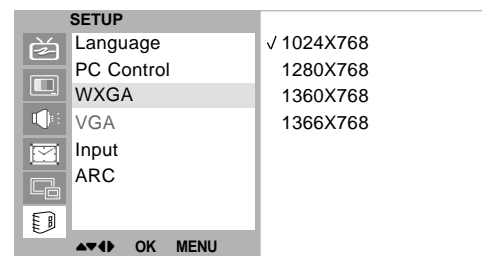 SETUP
Language
PC Control
WXGA
VGA
Input
ARC
√ 1024X768
1280X768
1360X768
1366X768
▲▼◀▶ OK MENU